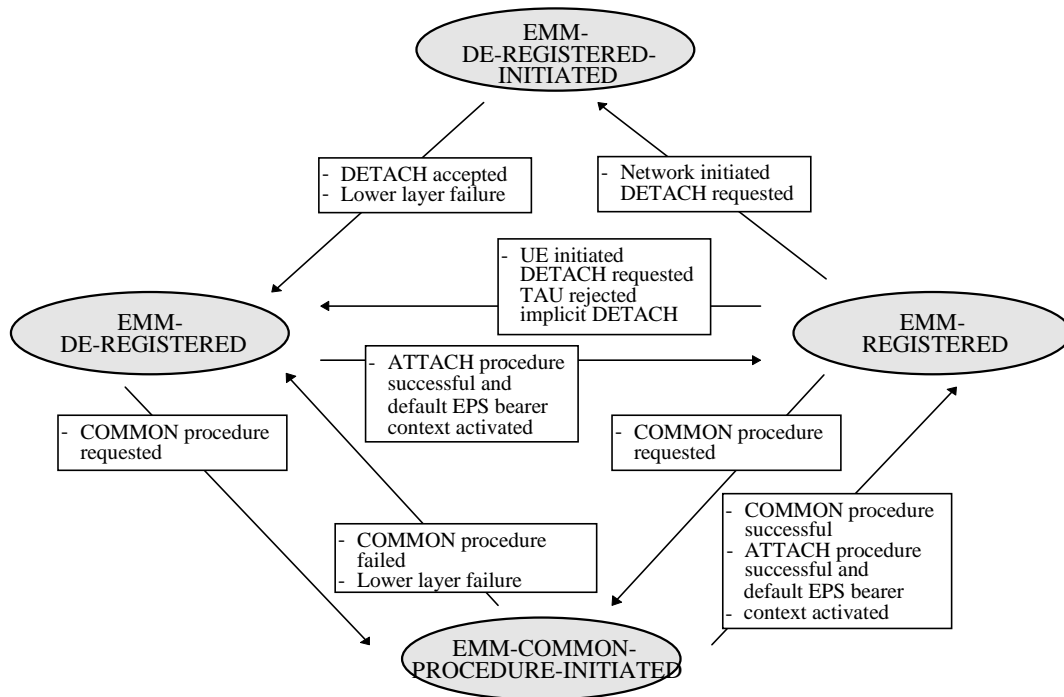 EMM-
DE-REGISTERED-
INITIATED
- DETACH accepted
- Lower layer failure
- Network initiated
DETACH requested
- UE initiated
DETACH requested
TAU rejected
implicit DETACH
EMM-
DE-REGISTERED
EMM-
REGISTERED
- ATTACH procedure
successful and
default EPS bearer
context activated
- COMMON procedure
requested
- COMMON procedure
requested
- COMMON procedure
failed
- Lower layer failure
- COMMON procedure
successful
- ATTACH procedure
successful and
default EPS bearer
- context activated
EMM-COMMON-
PROCEDURE-INITIATED